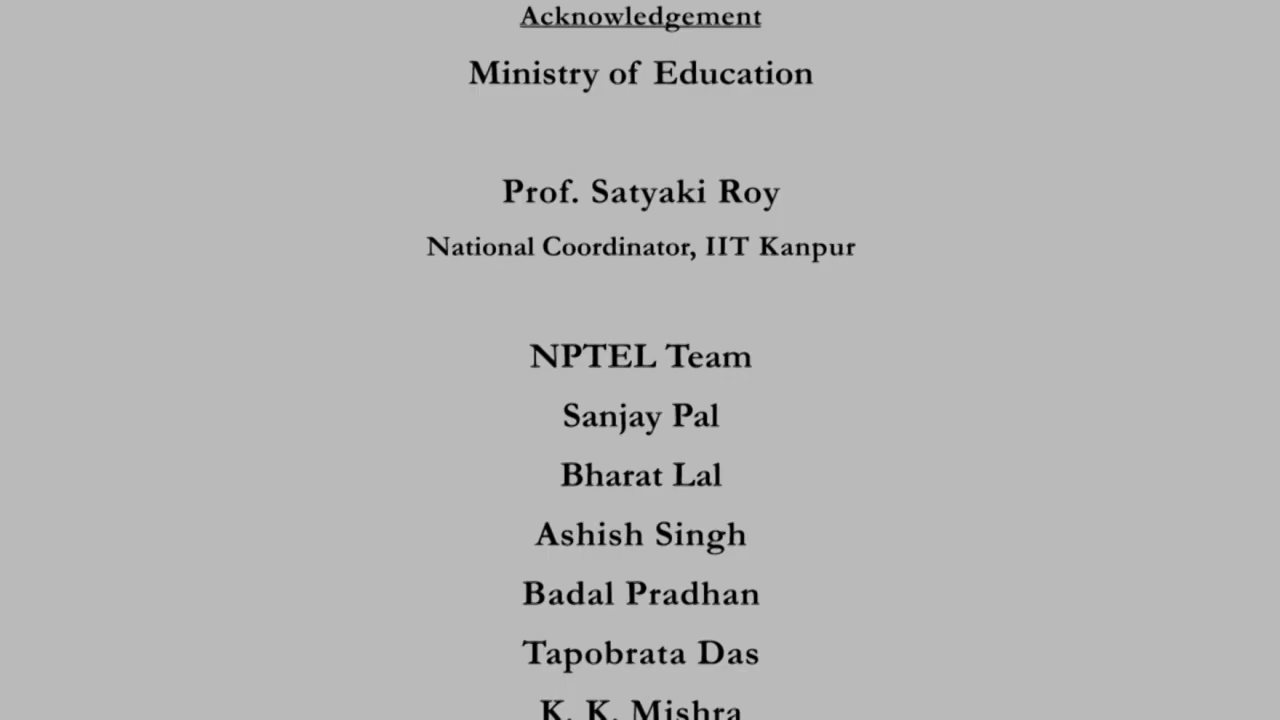 Acknowledgement
Ministry of Education
Prof. Satyaki Roy
National Coordinator, IIT Kanpur
NPTEL Team
Sanjay Pal
Bharat Lal
Ashish Singh
Badal Pradhan
Tapobrata Das
K. K. Mishra